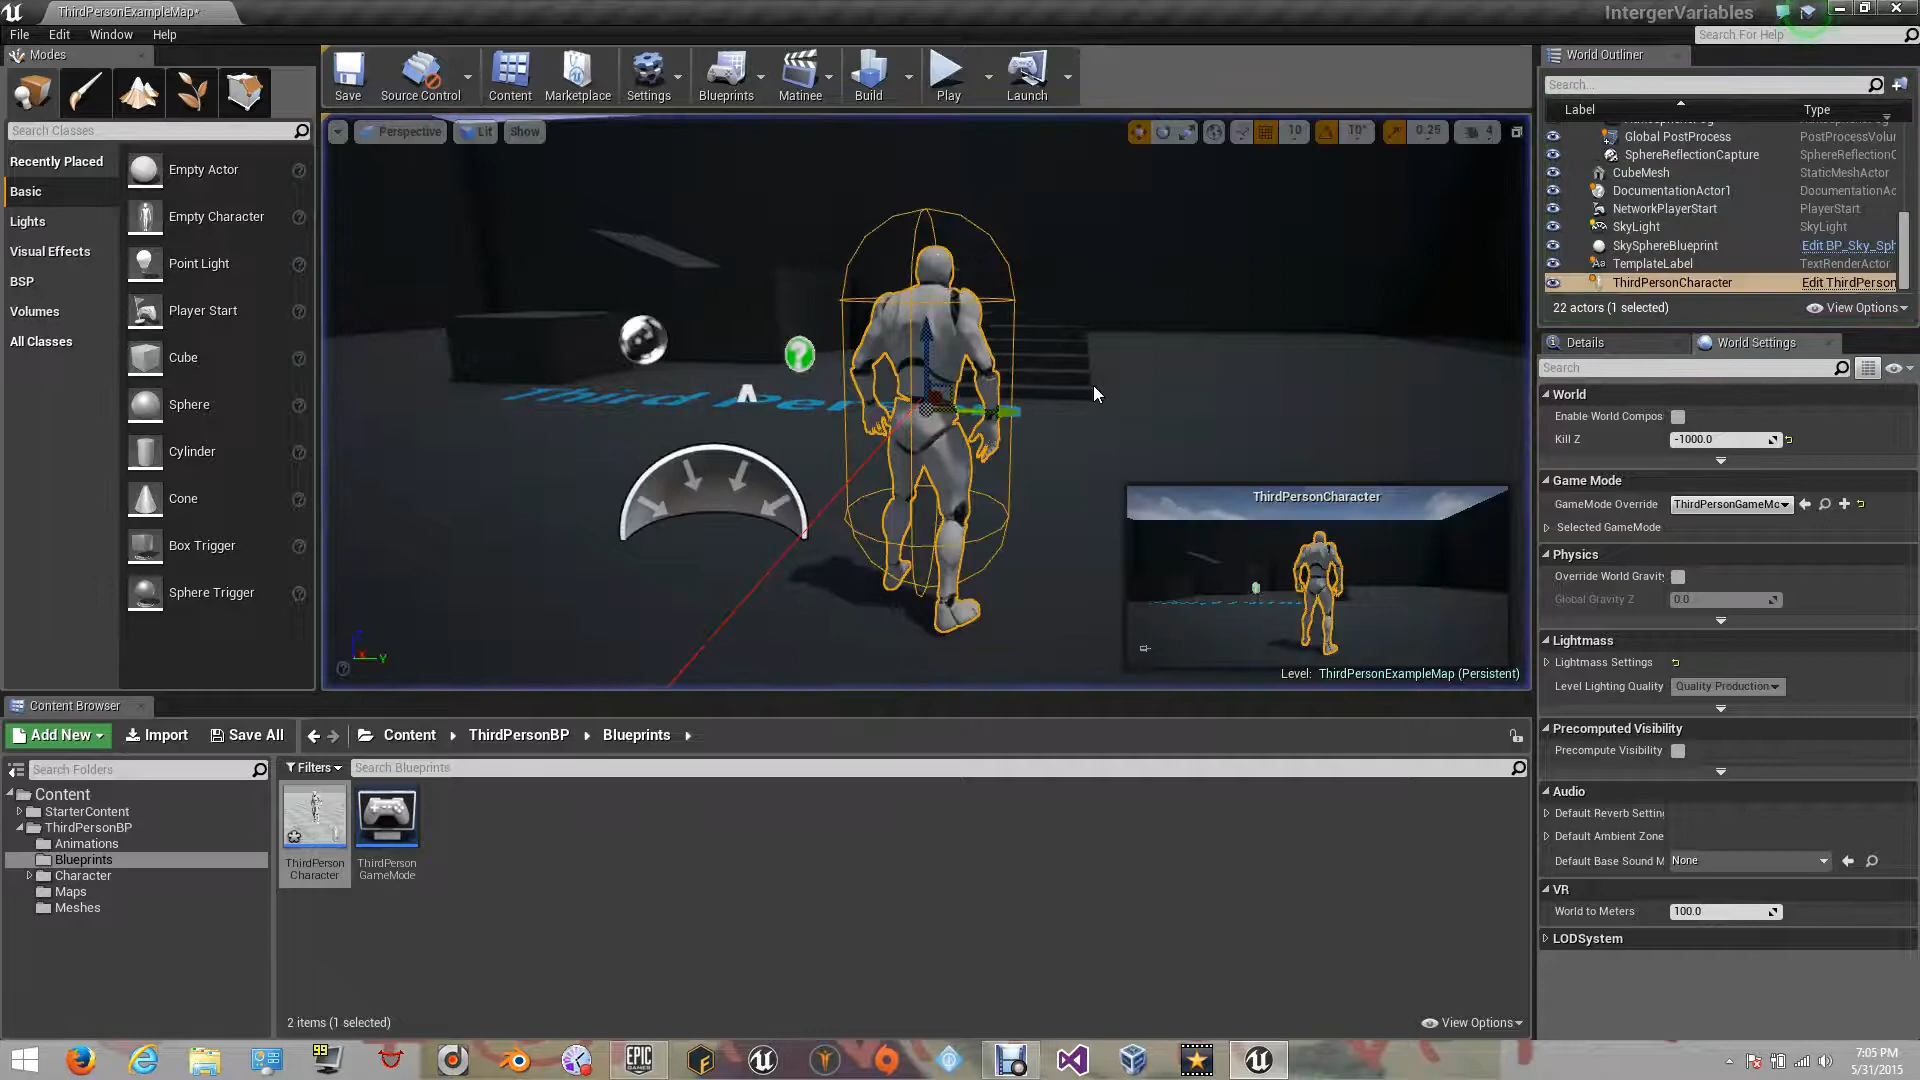 ThirdPersonExampleMap*
IntergerVariables
File Edit Window Help
Search For Help
Modes
Save
Source Control
Content
Marketplace
Settings
Blueprints
Matinee
Build
Play
Launch
Search Classes
Recently Placed
Basic
Lights
Visual Effects
BSP
Volumes
All Classes
Empty Actor
Empty Character
Point Light
Player Start
Cube
Sphere
Cylinder
Cone
Box Trigger
Sphere Trigger
Perspective
Lit
Show
10
10°
0.25
4
Third Per
ThirdPersonCharacter
Level: ThirdPersonExampleMap (Persistent)
World Outliner
Search...
Label Type
Global PostProcess PostProcessVolur
SphereReflectionCapture SphereReflectionC
CubeMesh StaticMeshActor
DocumentationActor1 DocumentationAc
NetworkPlayerStart PlayerStart
SkyLight SkyLight
SkySphereBlueprint Edit BP_Sky_Sph
TemplateLabel TextRenderActor
ThirdPersonCharacter Edit ThirdPerson
22 actors (1 selected) View Options
Details
World Settings
Search
World
Enable World Compos
Kill Z -1000.0
Game Mode
GameMode Override ThirdPersonGameMo
Selected GameMode
Physics
Override World Gravity
Global Gravity Z 0.0
Lightmass
Lightmass Settings
Level Lighting Quality Quality Production
Precomputed Visibility
Precompute Visibility
Audio
Default Reverb Setting
Default Ambient Zone
Default Base Sound M None
VR
World to Meters 100.0
LODSystem
Content Browser
Add New Import Save All Content ThirdPersonBP Blueprints
Search Folders
Filters Search Blueprints
Content
StarterContent
ThirdPersonBP
Animations
Blueprints
Character
Maps
Meshes
ThirdPerson
Character
ThirdPerson
GameMode
2 items (1 selected)
View Options
99
EPIC
GAMES
7:05 PM
5/31/2015